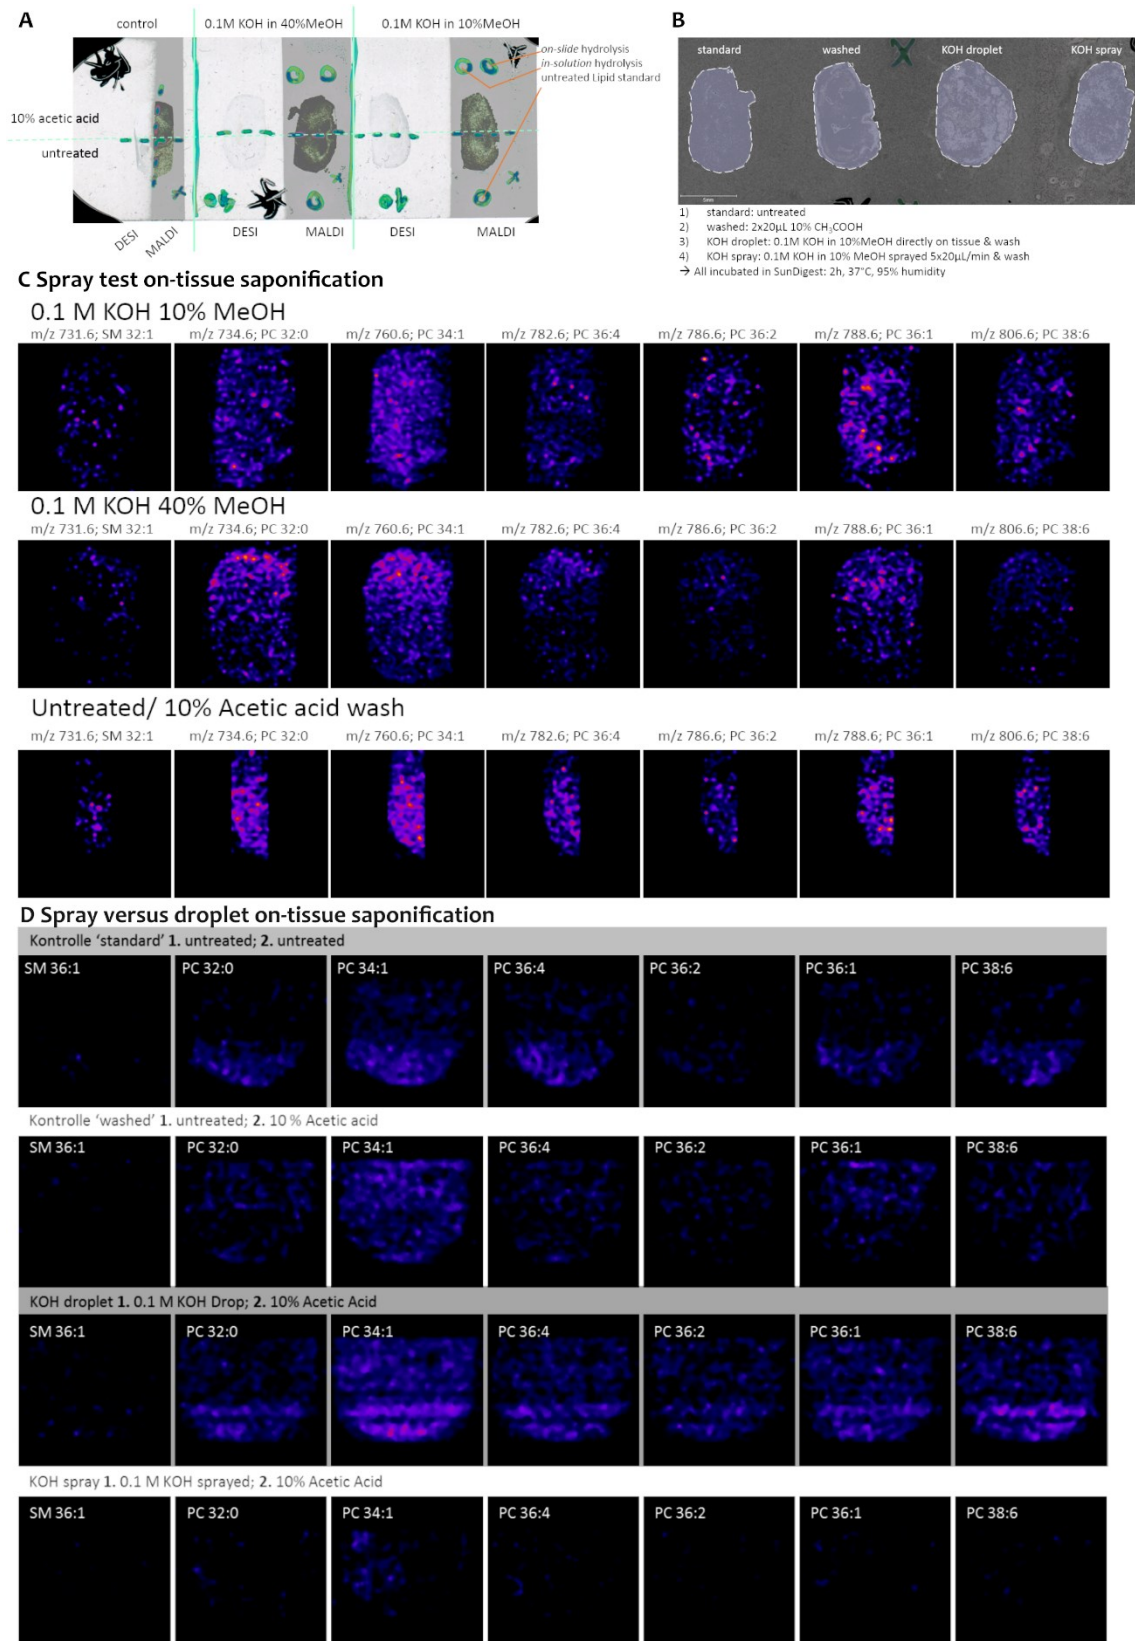 A
control
0.1M KOH in 40%MeOH
0.1M KOH in 10%MeOH
on-slide hydrolysis
in-solution hydrolysis
untreated Lipid standard
10% acetic acid
untreated
DESI
MALDI
DESI
MALDI
DESI
MALDI
B
standard
washed
KOH droplet
KOH spray
1) standard: untreated
2) washed: 2x20µL 10% CH₃COOH
3) KOH droplet: 0.1M KOH in 10%MeOH directly on tissue & wash
4) KOH spray: 0.1M KOH in 10% MeOH sprayed 5x20µL/min & wash
→ All incubated in SunDigest: 2h, 37°C, 95% humidity
C Spray test on-tissue saponification
0.1 M KOH 10% MeOH
m/z 731.6; SM 32:1
m/z 734.6; PC 32:0
m/z 760.6; PC 34:1
m/z 782.6; PC 36:4
m/z 786.6; PC 36:2
m/z 788.6; PC 36:1
m/z 806.6; PC 38:6
0.1 M KOH 40% MeOH
m/z 731.6; SM 32:1
m/z 734.6; PC 32:0
m/z 760.6; PC 34:1
m/z 782.6; PC 36:4
m/z 786.6; PC 36:2
m/z 788.6; PC 36:1
m/z 806.6; PC 38:6
Untreated/ 10% Acetic acid wash
m/z 731.6; SM 32:1
m/z 734.6; PC 32:0
m/z 760.6; PC 34:1
m/z 782.6; PC 36:4
m/z 786.6; PC 36:2
m/z 788.6; PC 36:1
m/z 806.6; PC 38:6
D Spray versus droplet on-tissue saponification
Kontrolle 'standard' 1. untreated; 2. untreated
SM 36:1
PC 32:0
PC 34:1
PC 36:4
PC 36:2
PC 36:1
PC 38:6
Kontrolle 'washed' 1. untreated; 2. 10 % Acetic acid
SM 36:1
PC 32:0
PC 34:1
PC 36:4
PC 36:2
PC 36:1
PC 38:6
KOH droplet 1. 0.1 M KOH Drop; 2. 10% Acetic Acid
SM 36:1
PC 32:0
PC 34:1
PC 36:4
PC 36:2
PC 36:1
PC 38:6
KOH spray 1. 0.1 M KOH sprayed; 2. 10% Acetic Acid
SM 36:1
PC 32:0
PC 34:1
PC 36:4
PC 36:2
PC 36:1
PC 38:6